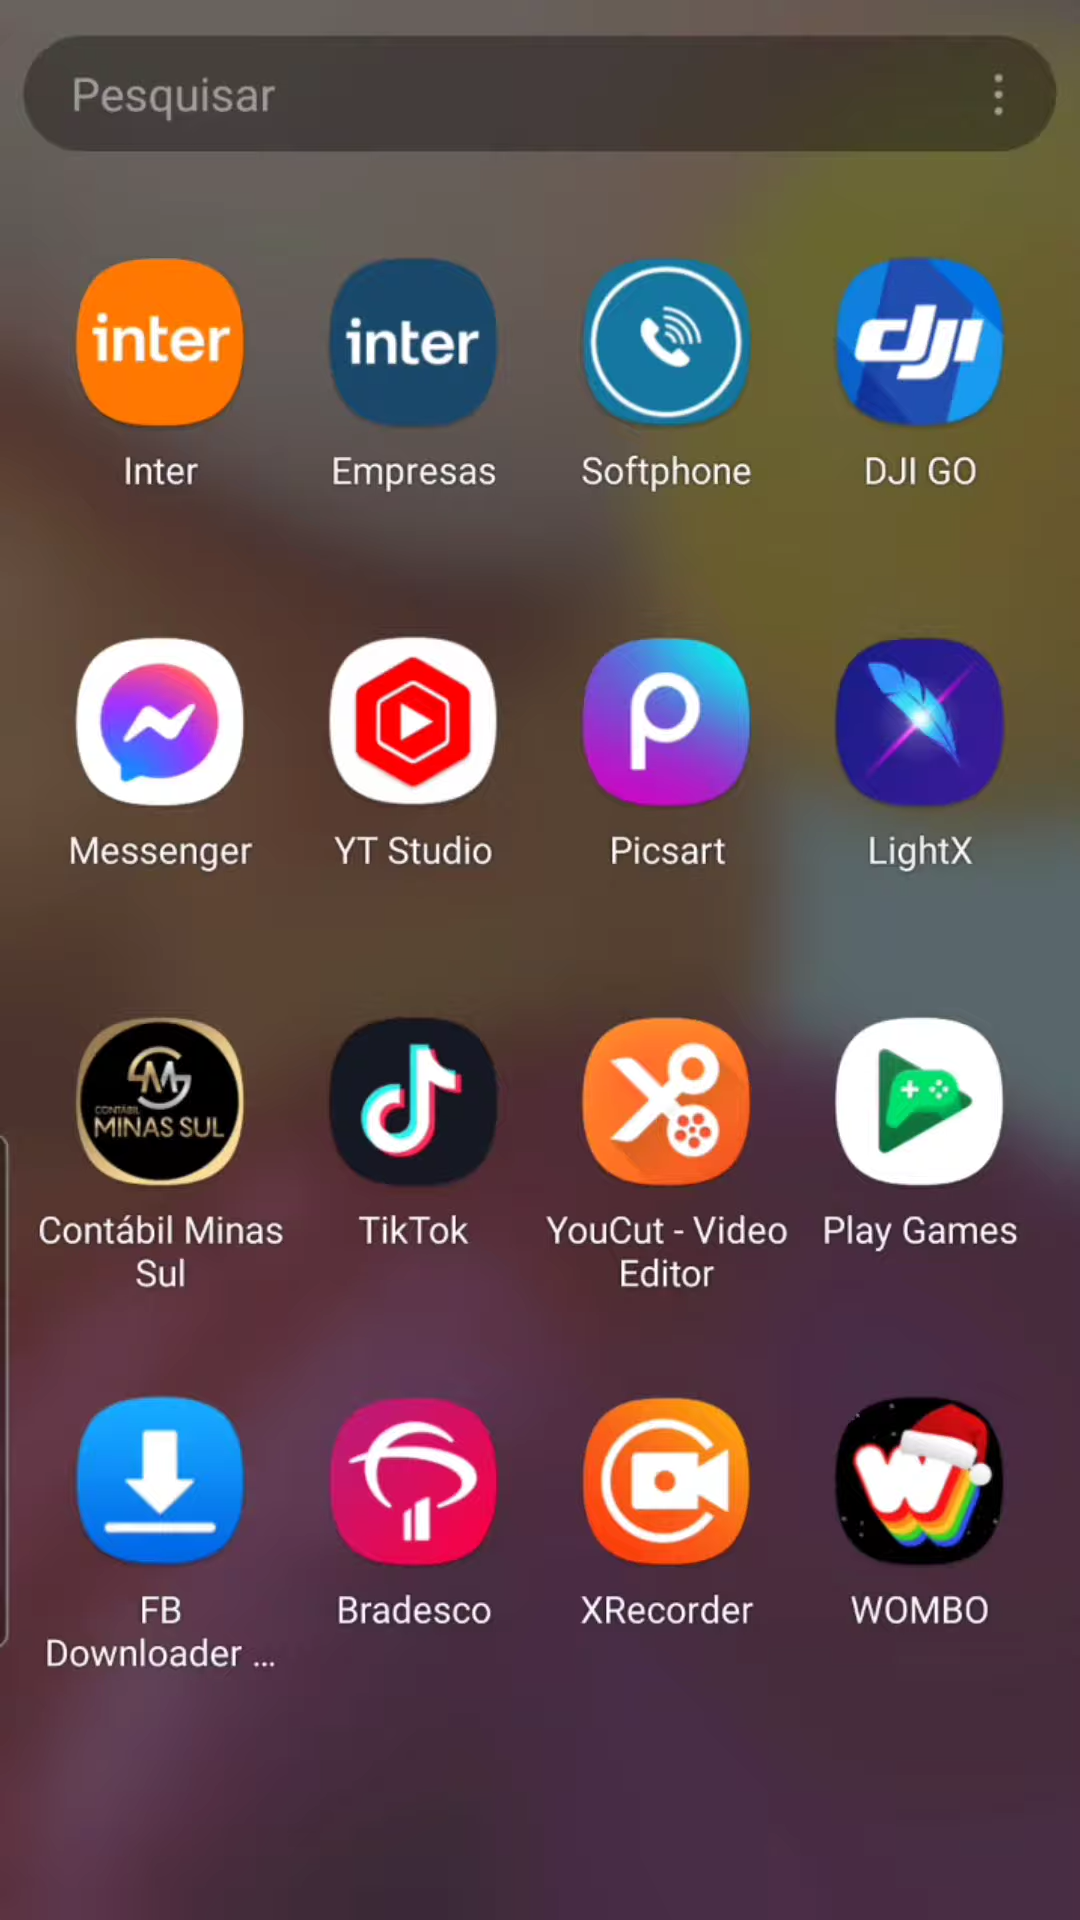 Pesquisar
inter
inter
dji
Inter
Empresas
Softphone
DJI GO
Messenger
YT Studio
Picsart
LightX
CONTÁBIL
MINAS SUL
Contábil Minas
Sul
TikTok
YouCut - Video
Editor
Play Games
W
FB
Downloader ...
Bradesco
XRecorder
WOMBO